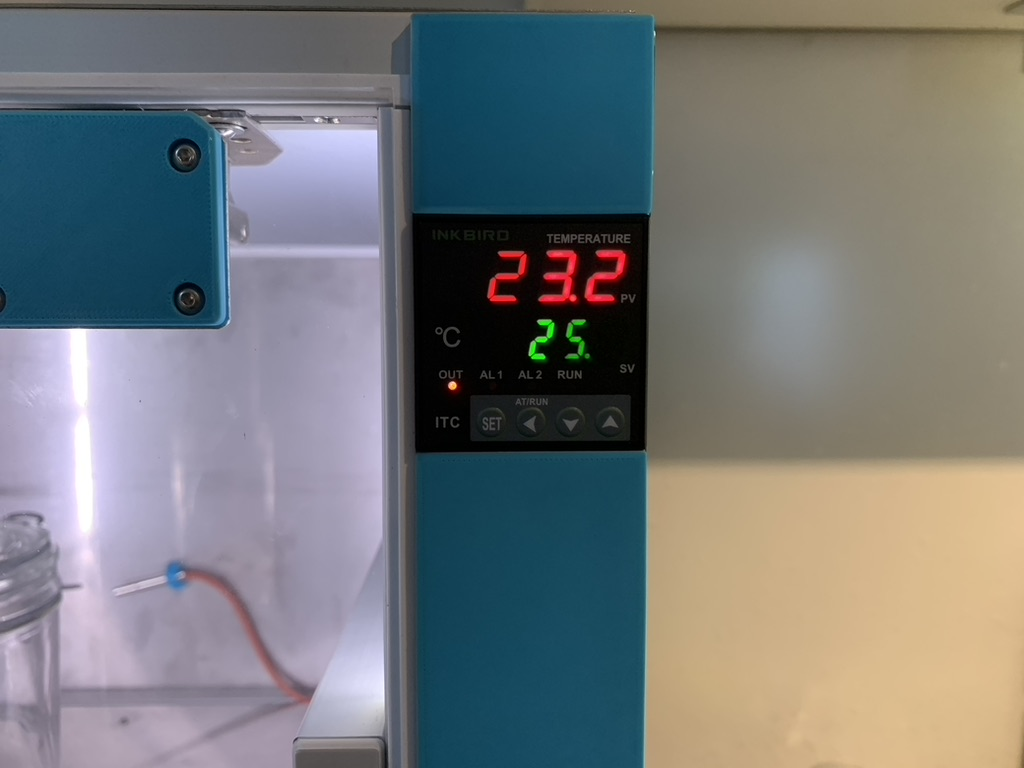 INKBIRD
TEMPERATURE
23.2 PV
°C
25. SV
OUT AL1 AL2 RUN
AT/RUN
ITC SET